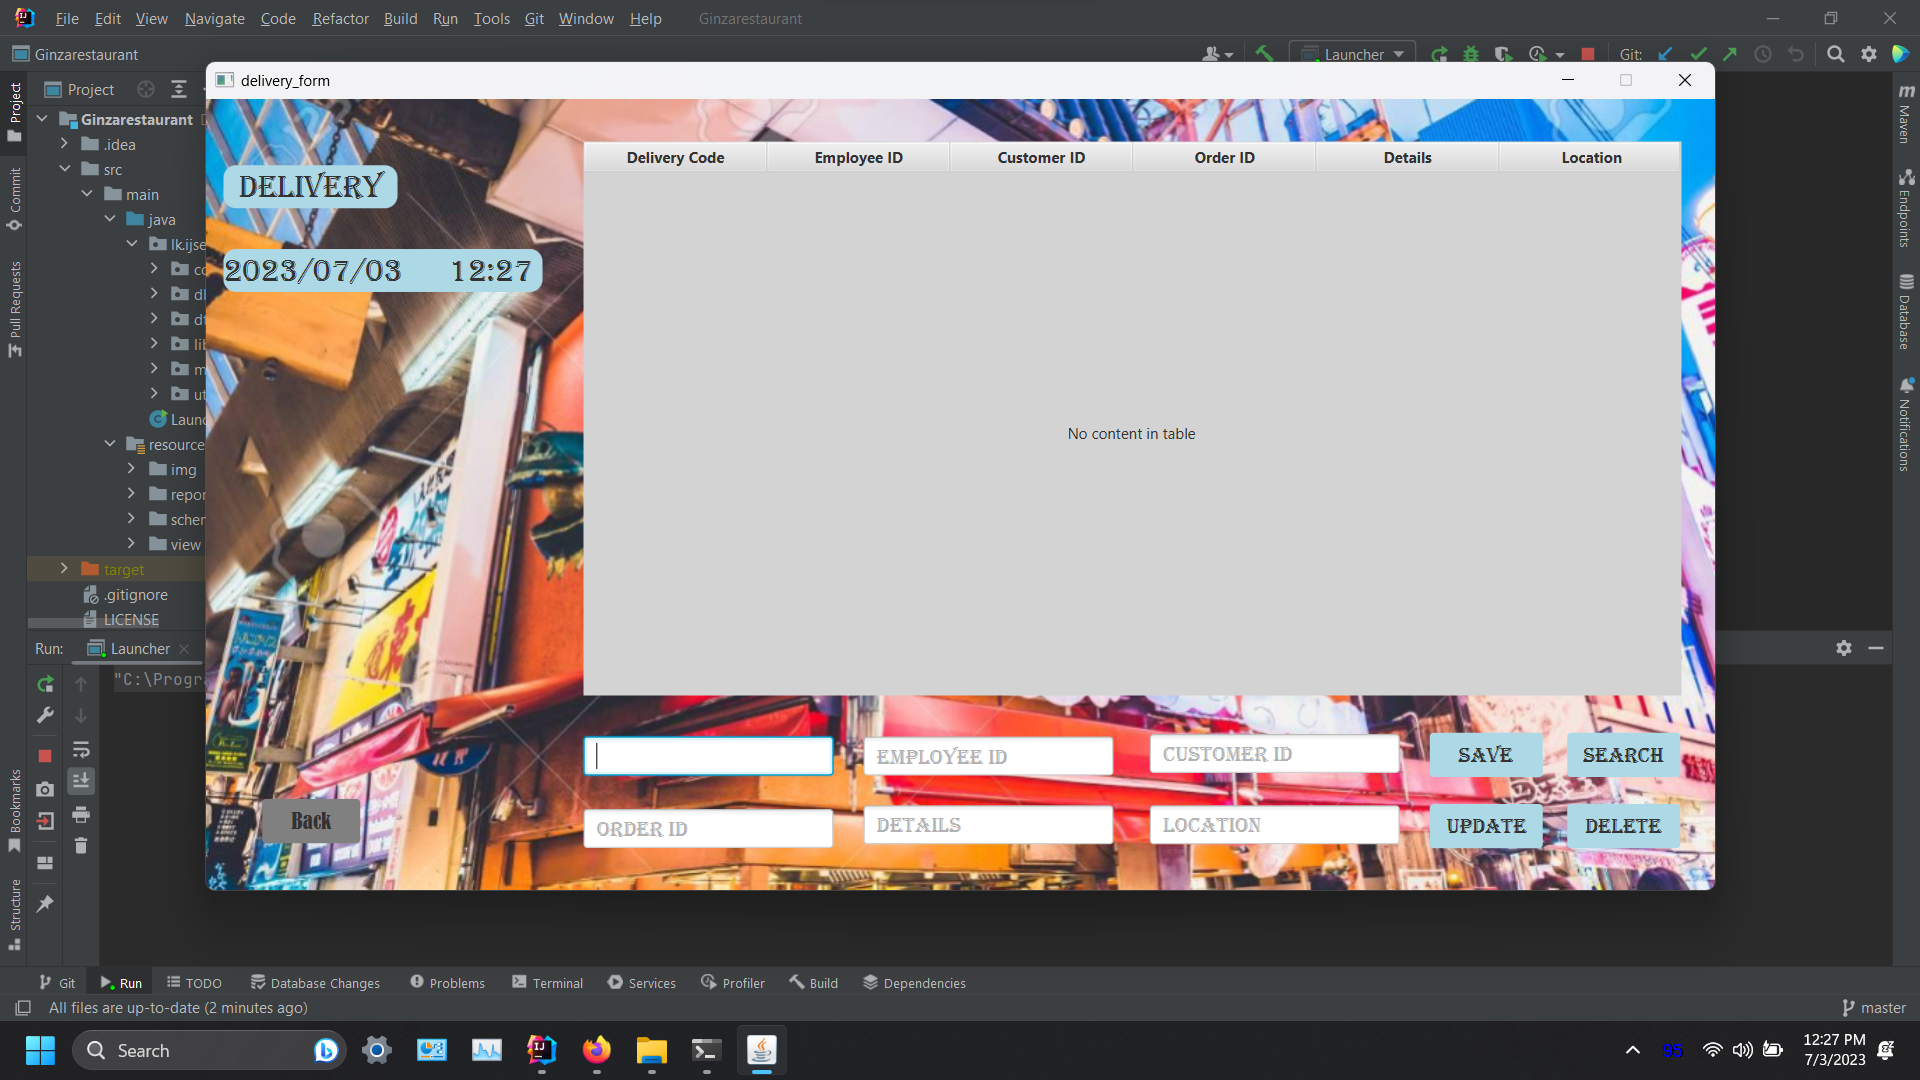 File Edit View Navigate Code Refactor Build Run Tools Git Window Help Ginzarestaurant
Ginzarestaurant
Launcher
Git:
Project
Project
Commit
Pull Requests
Bookmarks
Structure
Ginzarestaurant
.idea
src
main
java
lk.ijse
co
dt
lib
m
ut
Launc
resource
img
repor
schem
view
target
.gitignore
LICENSE
delivery_form
DELIVERY
2023/07/03 12:27
Delivery Code Employee ID Customer ID Order ID Details Location
No content in table
EMPLOYEE ID CUSTOMER ID SAVE SEARCH
ORDER ID DETAILS LOCATION UPDATE DELETE
Back
Maven
Endpoints
Database
Notifications
Run: Launcher
"C:\Progra
Git Run TODO Database Changes Problems Terminal Services Profiler Build Dependencies
All files are up-to-date (2 minutes ago)
master
Search
95
12:27 PM
7/3/2023